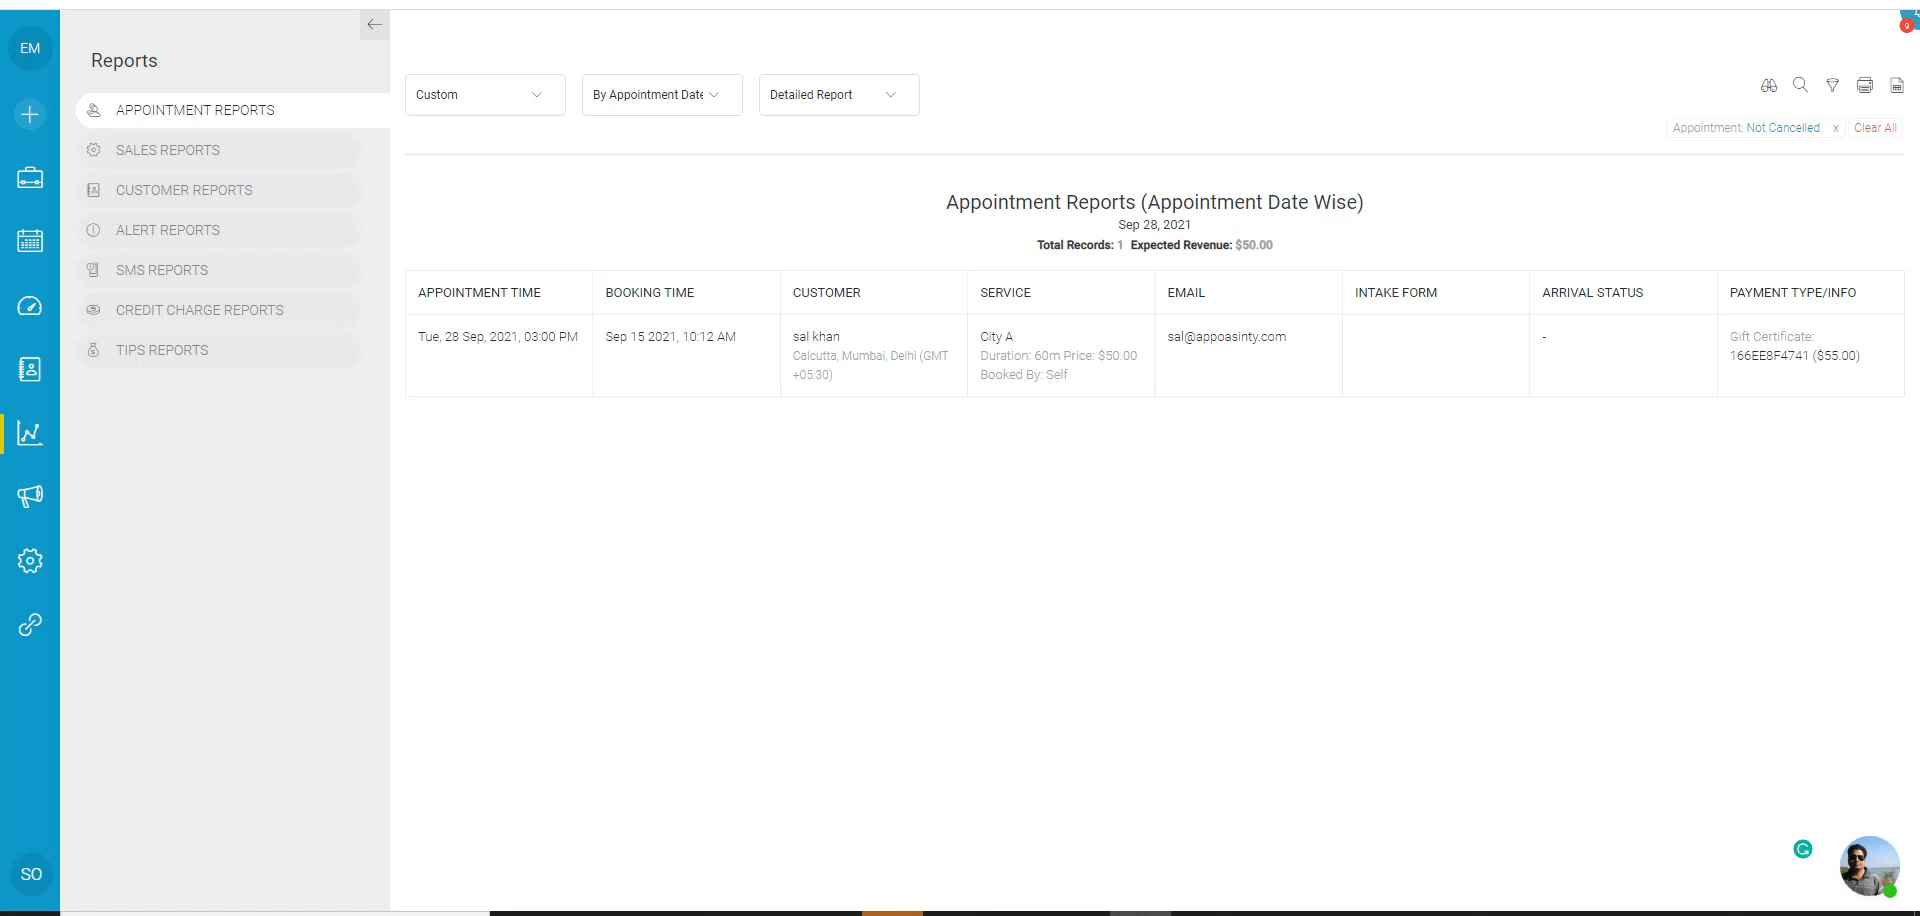 EM
Reports
APPOINTMENT REPORTS
SALES REPORTS
CUSTOMER REPORTS
ALERT REPORTS
SMS REPORTS
CREDIT CHARGE REPORTS
TIPS REPORTS
SO
Custom
By Appointment Date
Detailed Report
9
Appointment: Not Cancelled x Clear All
Appointment Reports (Appointment Date Wise)
Sep 28, 2021
Total Records: 1 Expected Revenue: $50.00
APPOINTMENT TIME BOOKING TIME CUSTOMER SERVICE EMAIL INTAKE FORM ARRIVAL STATUS PAYMENT TYPE/INFO
Tue, 28 Sep, 2021, 03:00 PM Sep 15 2021, 10:12 AM sal khan City A sal@appoasinty.com - Gift Certificate:
Calcutta, Mumbai, Delhi (GMT Duration: 60m Price: $50.00 166EE8F4741 ($55.00)
+05:30) Booked By: Self